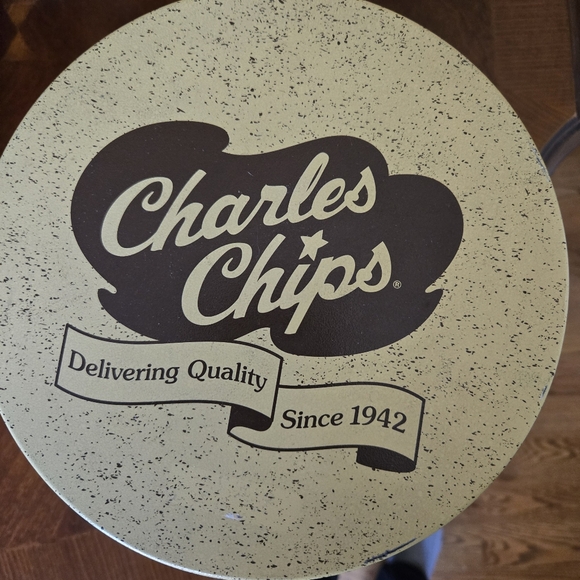 Charles
Chips®
Delivering Quality
Since 1942